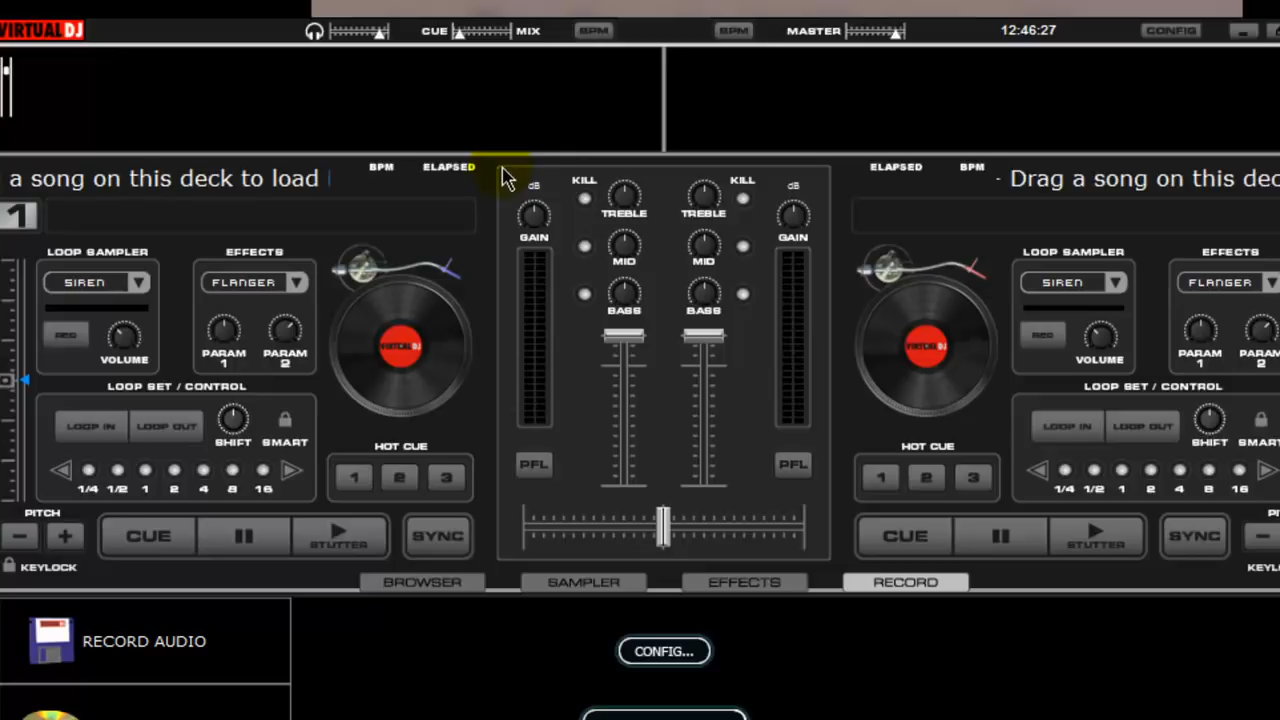 VIRTUAL DJ
CUE MIX BPM BPM MASTER 12:46:27 CONFIG
BPM ELAPSED ELAPSED BPM
a song on this deck to load
- Drag a song on this dec
1
dB KILL KILL dB
TREBLE TREBLE
GAIN GAIN
MID MID
BASS BASS
LOOP SAMPLER EFFECTS LOOP SAMPLER EFFECTS
SIREN FLANGER SIREN FLANGER
REC REC
VOLUME PARAM 1 PARAM 2 VOLUME PARAM 1 PARAM 2
VIRTUAL DJ VIRTUAL DJ
LOOP SET / CONTROL LOOP SET / CONTROL
LOOP IN LOOP OUT SHIFT SMART LOOP IN LOOP OUT SHIFT SMART
HOT CUE HOT CUE
1/4 1/2 1 2 4 8 16 1/4 1/2 1 2 4 8 16
1 2 3 PFL PFL 1 2 3
PITCH
CUE STUTTER SYNC CUE STUTTER SYNC
KEYLOCK
BROWSER SAMPLER EFFECTS RECORD
RECORD AUDIO
CONFIG...